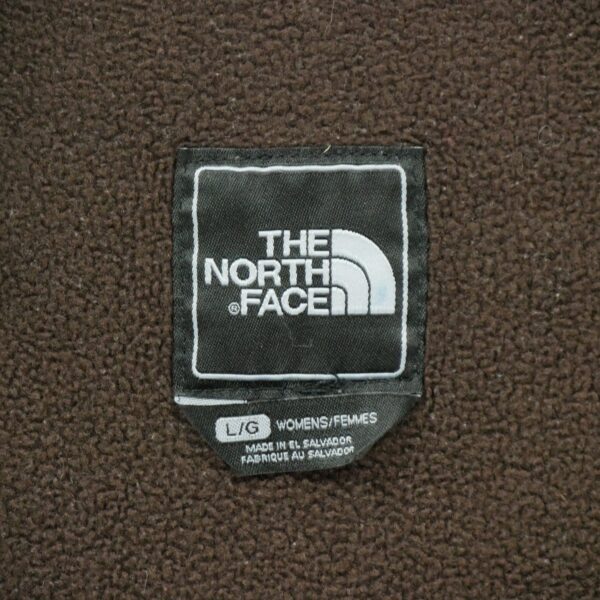 THE
NORTH
®FACE
L/G WOMENS/FEMMES
MADE IN EL SALVADOR
FABRIQUE AU SALVADOR